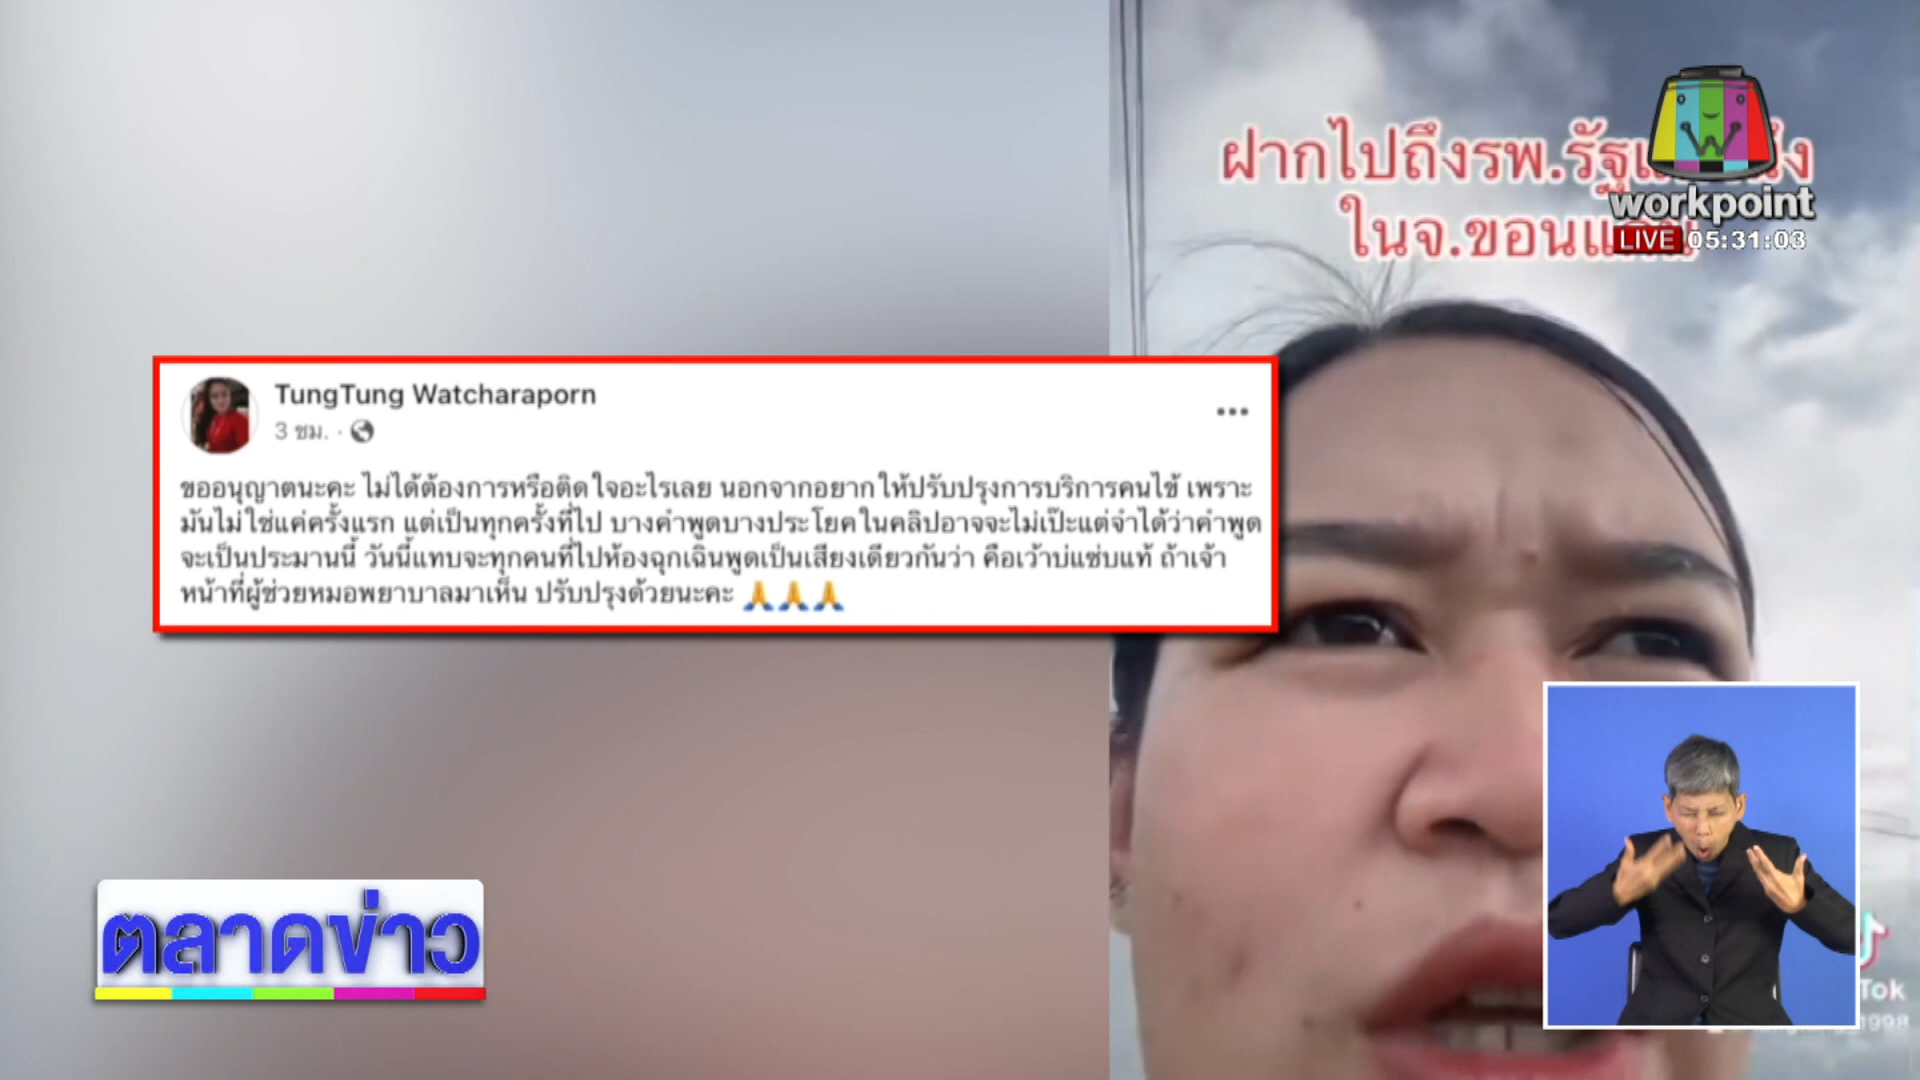 ฝากไปถึงรพ.รัฐ
ในจ.ขอนแก่น
workpoint
LIVE 05:31:03
TungTung Watcharaporn
3 ชม.
ขออนุญาตนะคะ ไม่ได้ต้องการหรือติดใจอะไรเลย นอกจากอยากให้ปรับปรุงการบริการคนไข้ เพราะ
มันไม่ใช่แค่ครั้งแรก แต่เป็นทุกครั้งที่ไป บางคำพูดบางประโยคในคลิปอาจจะไม่เป๊ะแต่จำได้ว่าคำพูด
จะเป็นประมานนี้ วันนี้แทบจะทุกคนที่ไปห้องฉุกเฉินพูดเป็นเสียงเดียวกันว่า คือเว้าบ่แซ่บแท้ ถ้าเจ้า
หน้าที่ผู้ช่วยหมอพยาบาลมาเห็น ปรับปรุงด้วยนะคะ 🙏🙏🙏
ตลาดข่าว
Tok
1998